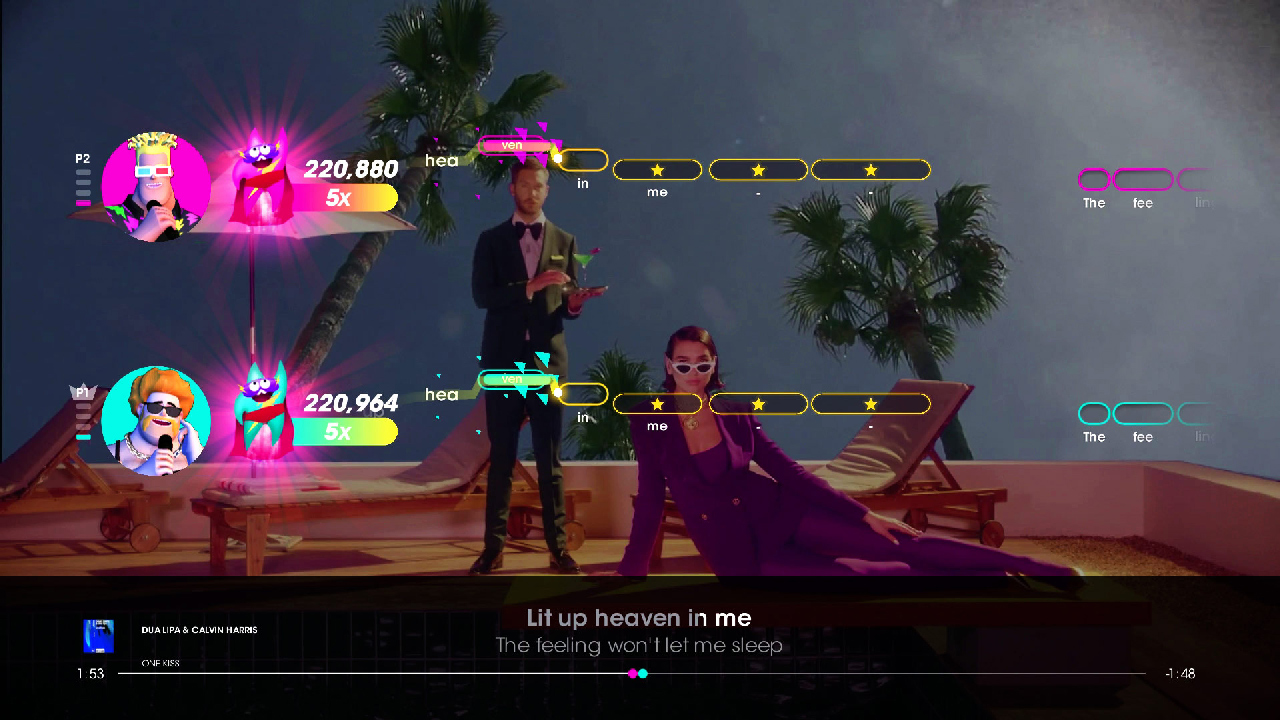 P2
220,880
5x
hea ven in me - -
The fee lin
P1
220,964
5x
hea ven in me - -
The fee lin
Lit up heaven in me
The feeling won't let me sleep
DUA LIPA & CALVIN HARRIS
ONE KISS
1:53
-1:48